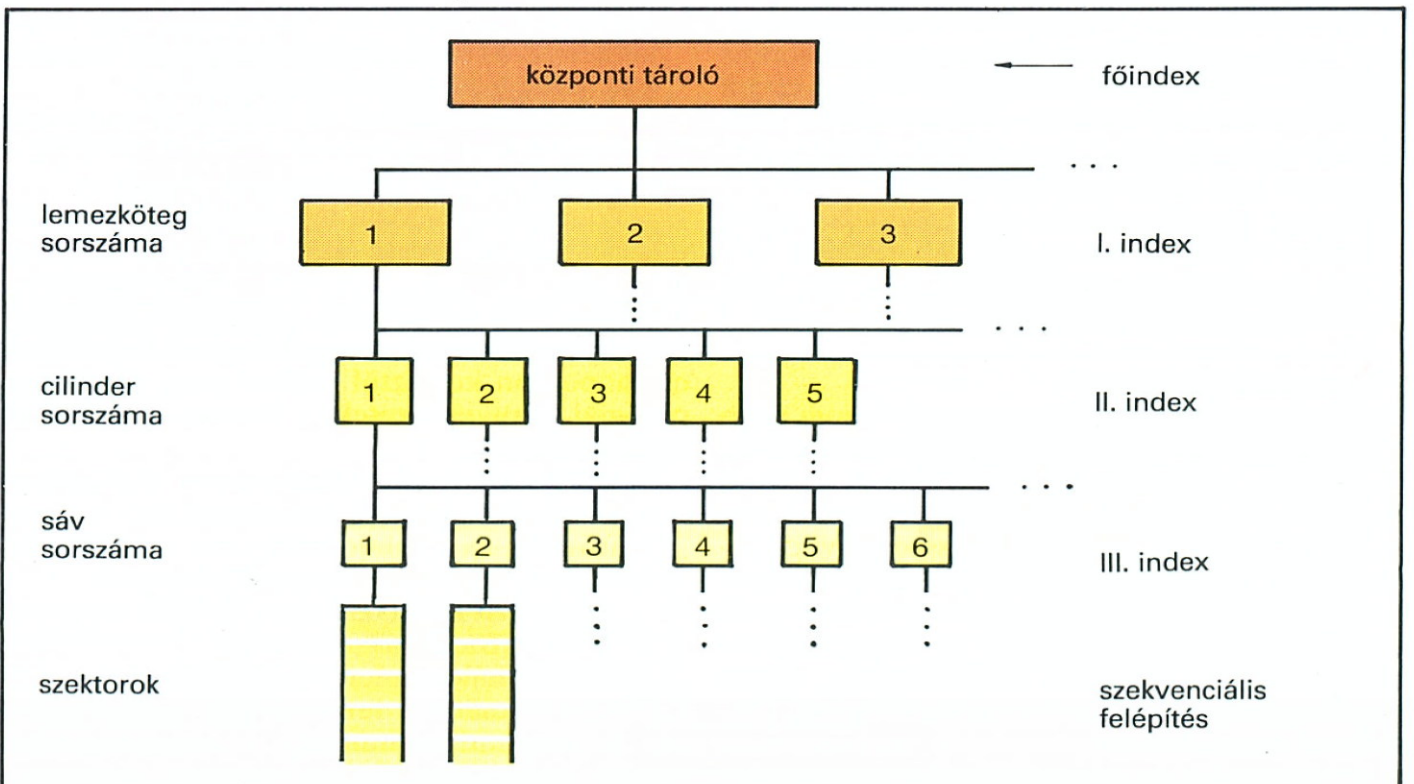 központi tároló
főindex
. . .
lemezköteg
sorszáma
1
2
3
I. index
. . .
cilinder
sorszáma
1
2
3
4
5
II. index
. . .
sáv
sorszáma
1
2
3
4
5
6
III. index
szektorok
szekvenciális
felépítés